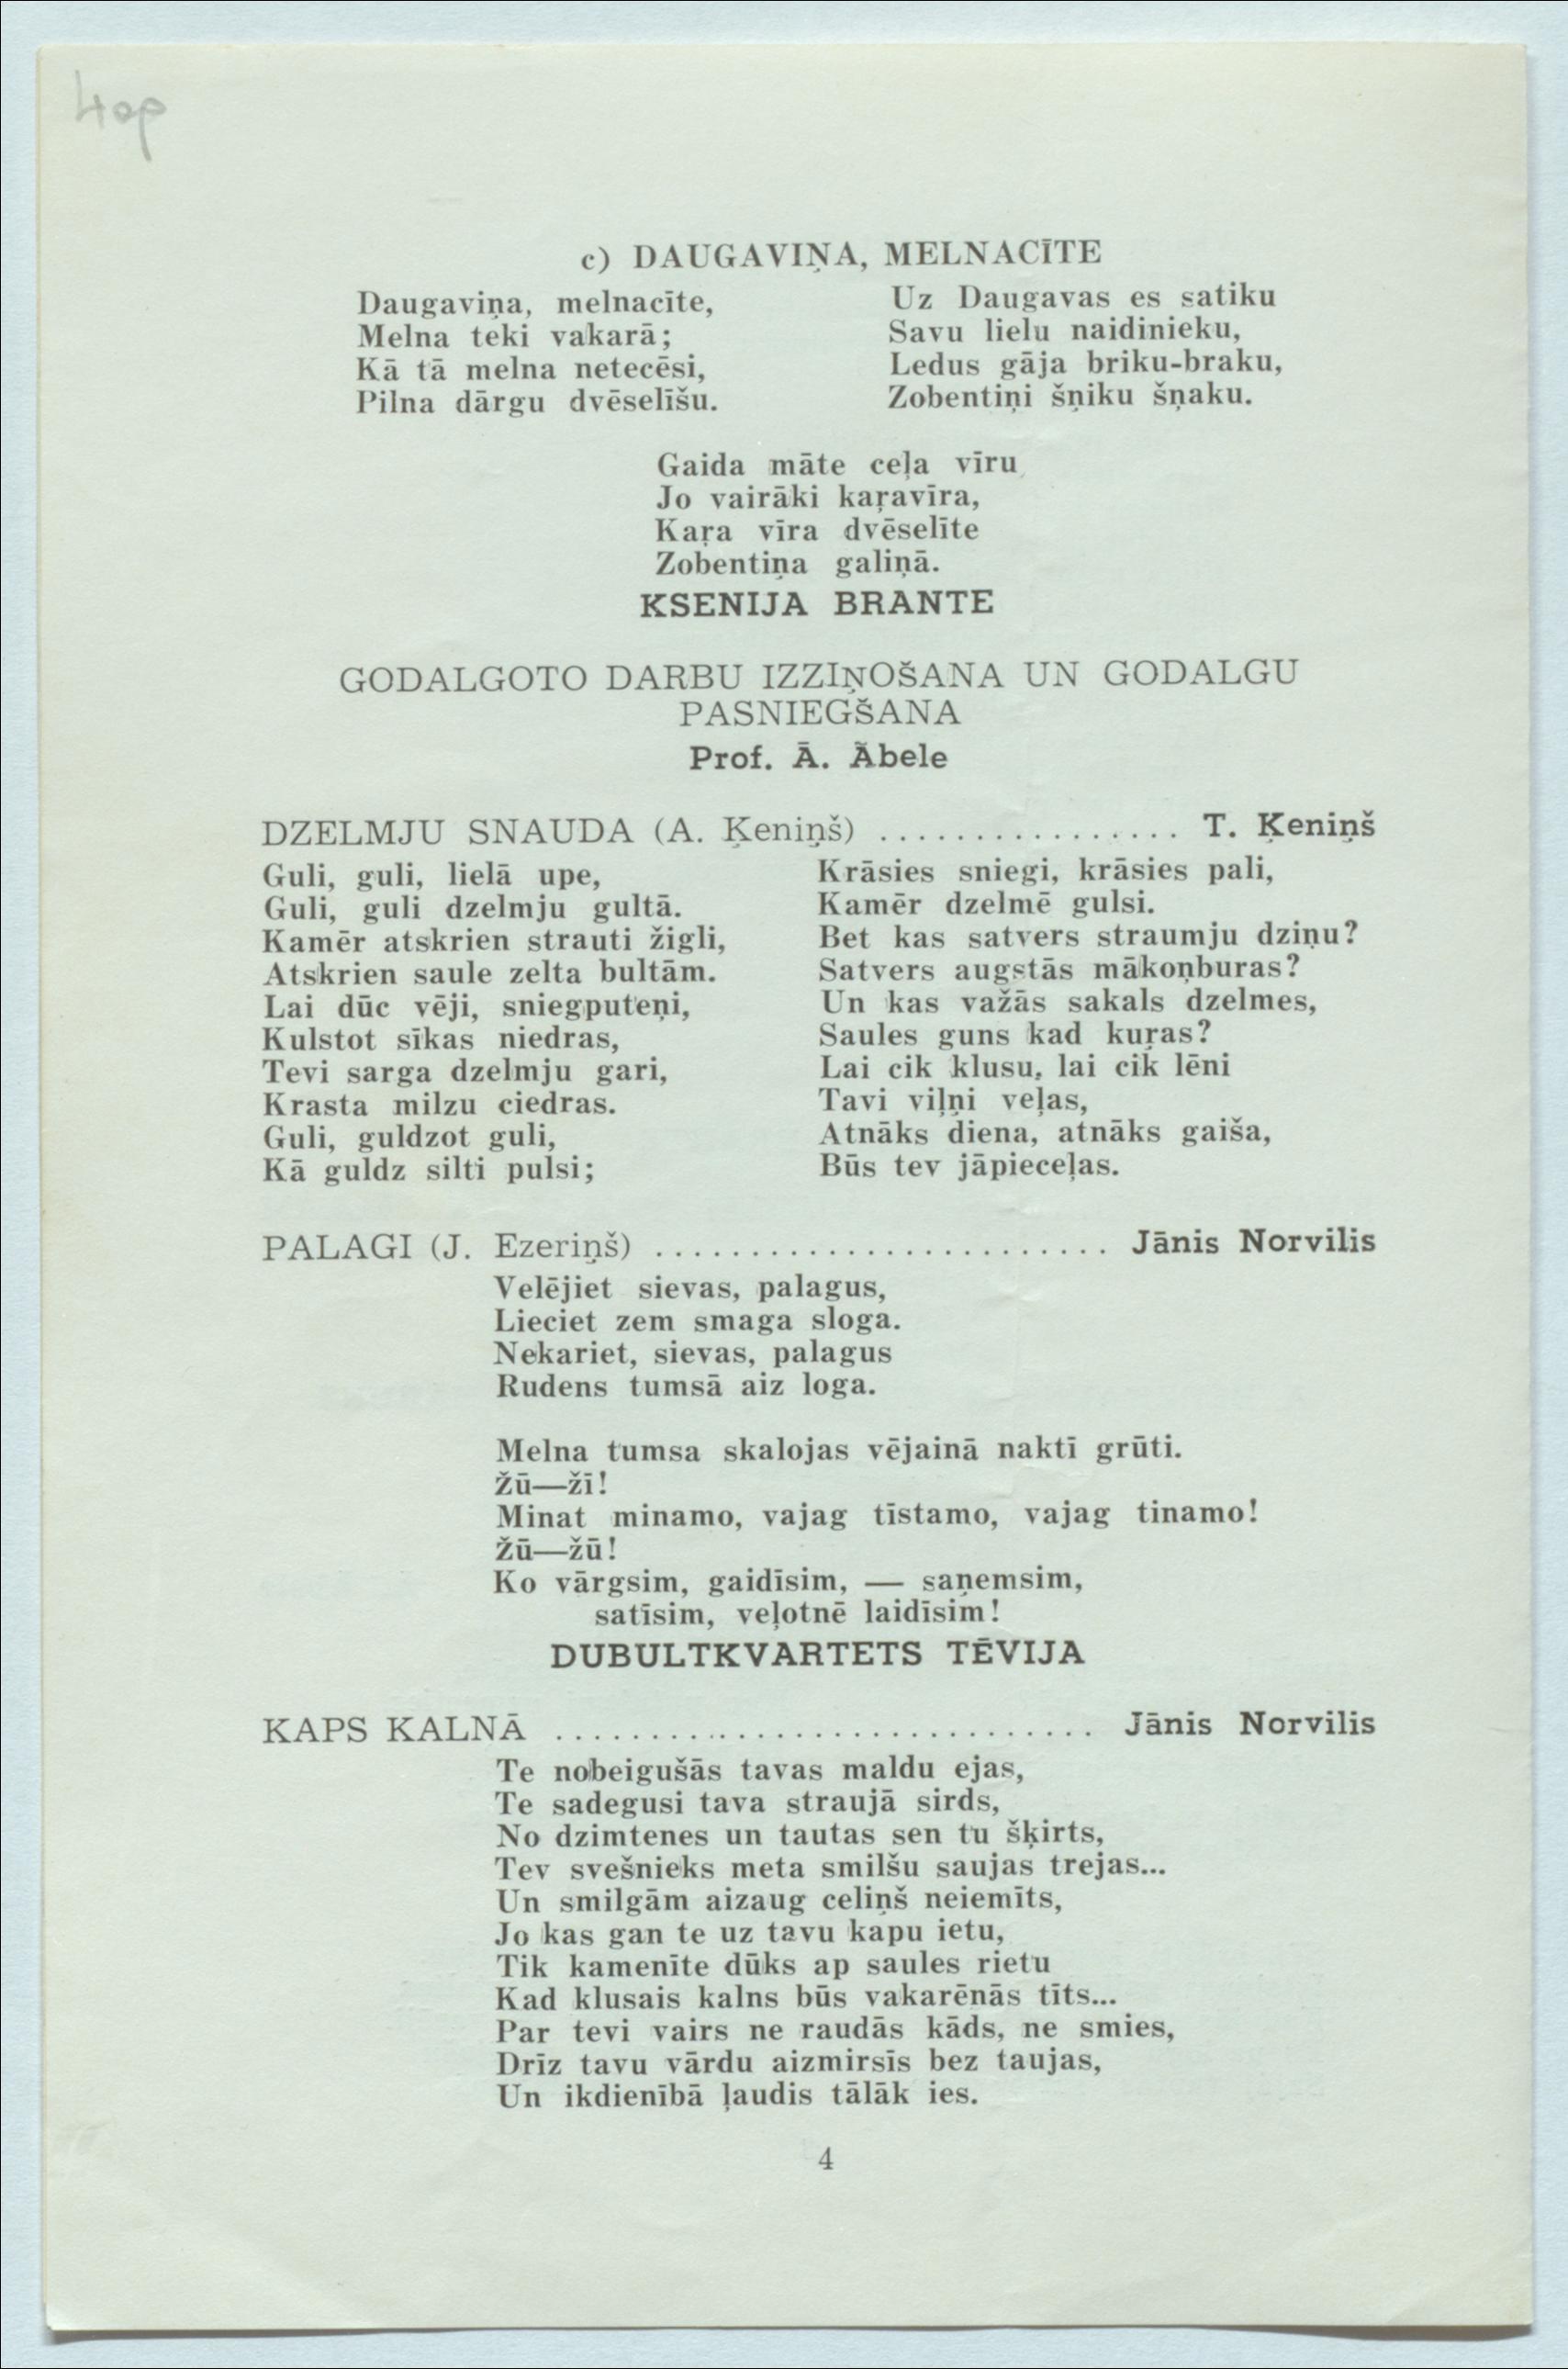 4op
c) DAUGAVIŅA, MELNACĪTE
Daugaviņa, melnacīte,
Melna teki vakarā;
Kā tā melna netecēsi,
Pilna dārgu dvēselīšu.
Uz Daugavas es satiku
Savu lielu naidinieku,
Ledus gāja briku-braku,
Zobentiņi šņiku šņaku.
Gaida māte ceļa vīru,
Jo vairāki kaŗavīra,
Kaŗa vīra dvēselīte
Zobentiņa galiņā.
KSENIJA BRANTE
GODALGOTO DARBU IZZIŅOŠANA UN GODALGU
PASNIEGŠANA
Prof. Ā. Ābele
DZELMJU SNAUDA (A. Ķeniņš) ................ T. Ķeniņš
Guli, guli, lielā upe,
Guli, guli dzelmju gultā.
Kamēr atskrien strauti žigli,
Atskrien saule zelta bultām.
Lai dūc vēji, sniegputeņi,
Kulstot sīkas niedras,
Tevi sarga dzelmju gari,
Krasta milzu ciedras.
Guli, guldzot guli,
Kā guldz silti pulsi;
Krāsies sniegi, krāsies pali,
Kamēr dzelmē gulsi.
Bet kas satvers straumju dziņu?
Satvers augstās mākoņburas?
Un kas važās sakals dzelmes,
Saules guns kad kuŗas?
Lai cik klusu, lai cik lēni
Tavi viļņi veļas,
Atnāks diena, atnāks gaiša,
Būs tev jāpieceļas.
PALAGI (J. Ezeriņš) ........................ Jānis Norvilis
Velējiet sievas, palagus,
Lieciet zem smaga sloga.
Nekariet, sievas, palagus
Rudens tumsā aiz loga.
Melna tumsa skalojas vējainā naktī grūti.
Žū—žī!
Minat minamo, vajag tīstamo, vajag tinamo!
Žū—žū!
Ko vārgsim, gaidīsim, — saņemsim,
satīsim, veļotnē laidīsim!
DUBULTKVARTETS TĒVIJA
KAPS KALNĀ ............................. Jānis Norvilis
Te nobeigušās tavas maldu ejas,
Te sadegusi tava straujā sirds,
No dzimtenes un tautas sen tu šķirts,
Tev svešnieks meta smilšu saujas trejas...
Un smilgām aizaug celiņš neiemīts,
Jo kas gan te uz tavu kapu ietu,
Tik kamenīte dūks ap saules rietu
Kad klusais kalns būs vakarēnās tīts...
Par tevi vairs ne raudās kāds, ne smies,
Drīz tavu vārdu aizmirsīs bez taujas,
Un ikdienībā ļaudis tālāk ies.
4